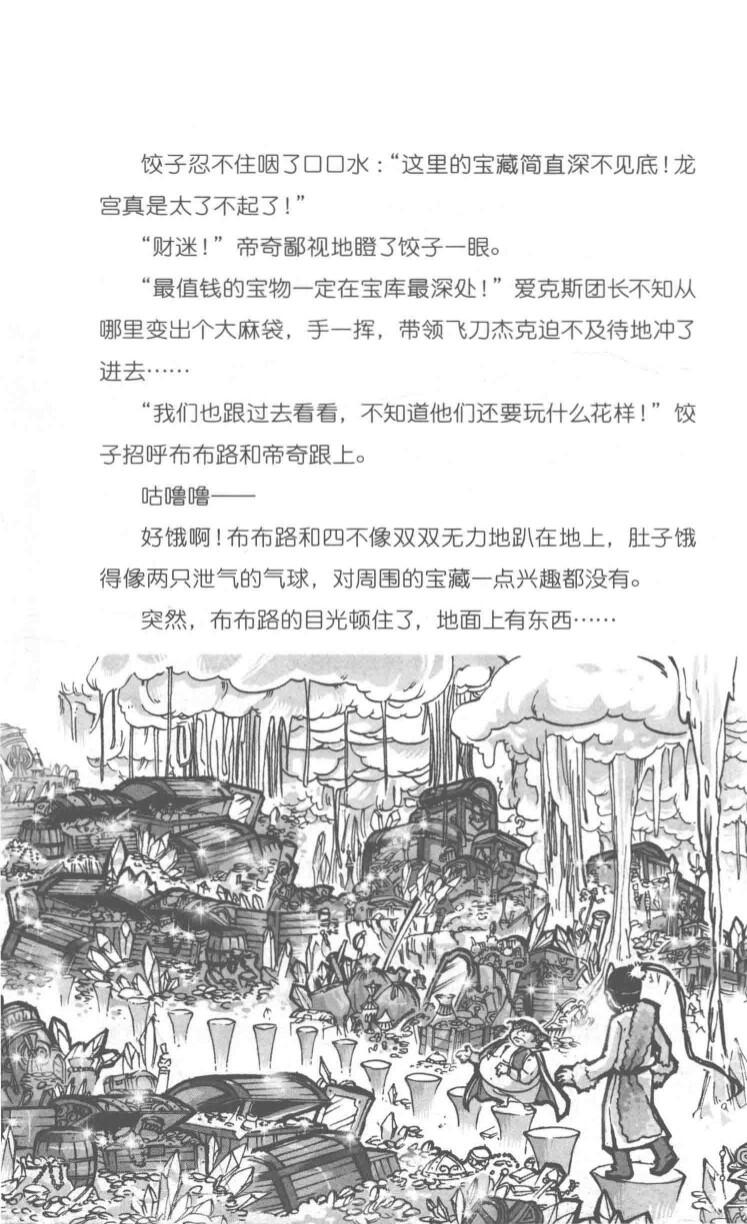 饺子忍不住咽了口口水：“这里的宝藏简直深不见底！龙
宫真是太了不起了！”
“财迷！”帝奇鄙视地瞪了饺子一眼。
“最值钱的宝物一定在宝库最深处！”爱克斯团长不知从
哪里变出个大麻袋，手一挥，带领飞刀杰克迫不及待地冲了
进去……
“我们也跟过去看看，不知道他们还要玩什么花样！”饺
子招呼布布路和帝奇跟上。
咕噜噜——
好饿啊！布布路和四不像双双无力地趴在地上，肚子饿
得像两只泄气的气球，对周围的宝藏一点兴趣都没有。
突然，布布路的目光顿住了，地面上有东西……